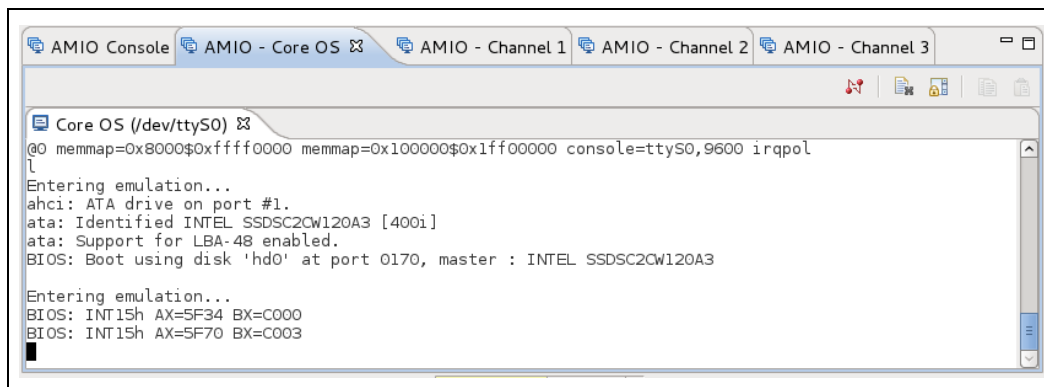 AMIO Console AMIO - Core OS AMIO - Channel 1 AMIO - Channel 2 AMIO - Channel 3
Core OS (/dev/ttyS0)
@0 memmap=0x8000$0xffff0000 memmap=0x100000$0x1ff00000 console=ttyS0,9600 irqpol
l
Entering emulation...
ahci: ATA drive on port #1.
ata: Identified INTEL SSDSC2CW120A3 [400i]
ata: Support for LBA-48 enabled.
BIOS: Boot using disk 'hd0' at port 0170, master : INTEL SSDSC2CW120A3
Entering emulation...
BIOS: INT15h AX=5F34 BX=C000
BIOS: INT15h AX=5F70 BX=C003